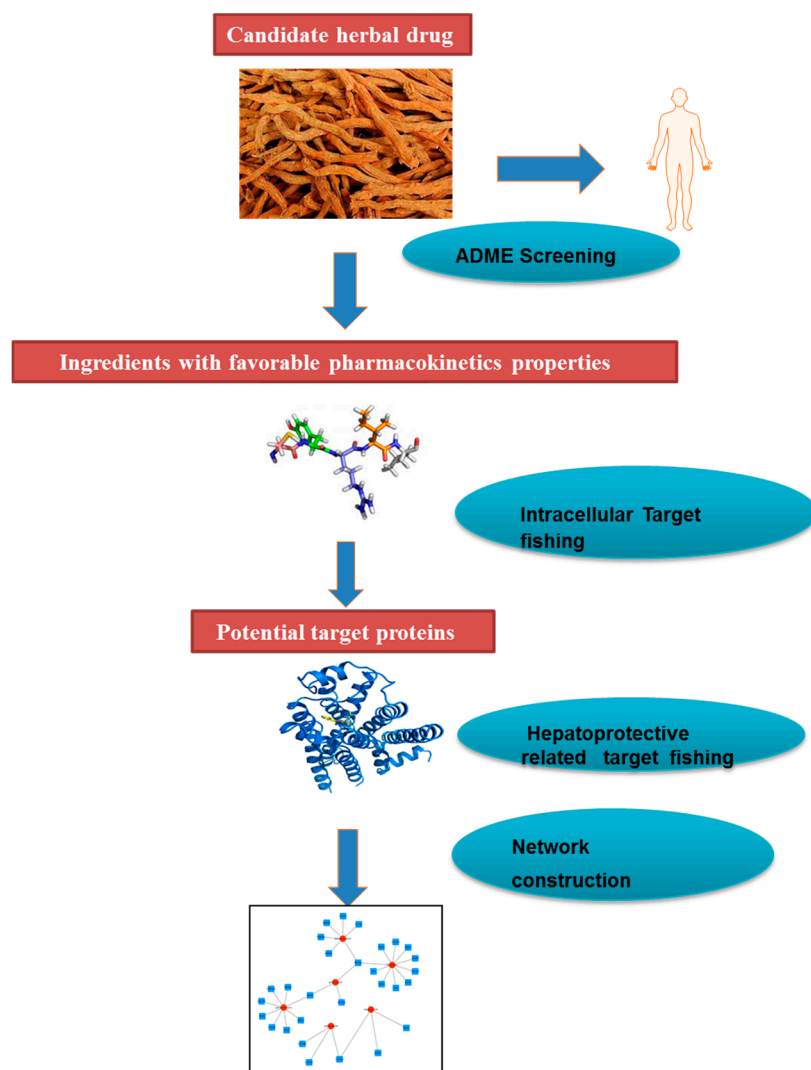 Candidate herbal drug
ADME Screening
Ingredients with favorable pharmacokinetics properties
Intracellular Target
fishing
Potential target proteins
Hepatoprotective
related target fishing
Network
construction